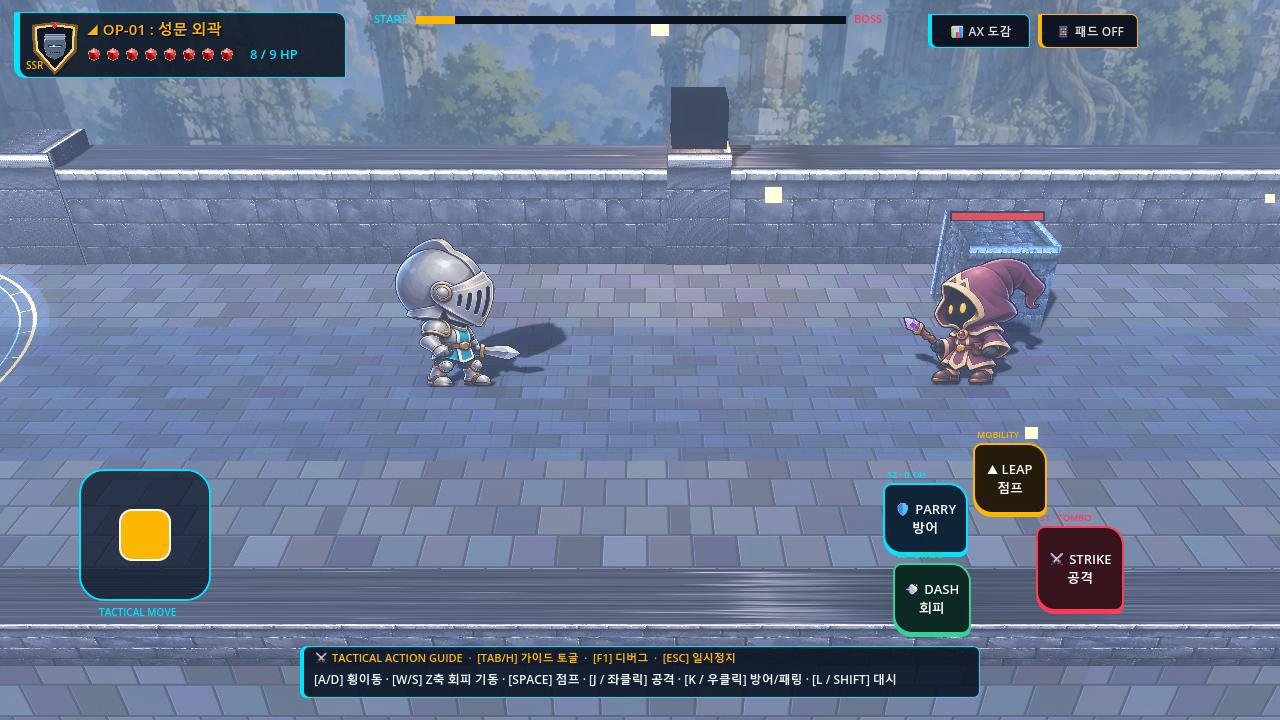 ◢ OP-01 : 성문 외곽
SSR
8 / 9 HP
START
BOSS
AX 도감
패드 OFF
MOBILITY
▲ LEAP
점프
PARRY
방어
COMBO
STRIKE
공격
DASH
회피
TACTICAL MOVE
TACTICAL ACTION GUIDE · [TAB/H] 가이드 토글 · [F1] 디버그 · [ESC] 일시정지
[A/D] 횡이동 · [W/S] Z축 회피 기동 · [SPACE] 점프 · [J / 좌클릭] 공격 · [K / 우클릭] 방어/패링 · [L / SHIFT] 대시